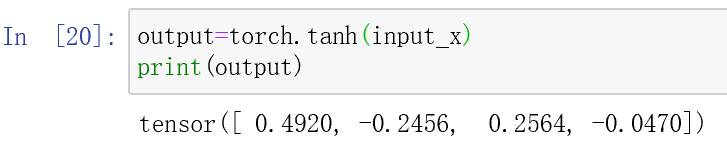 In [20]: output=torch.tanh(input_x)
print(output)
tensor([ 0.4920, -0.2456,  0.2564, -0.0470])